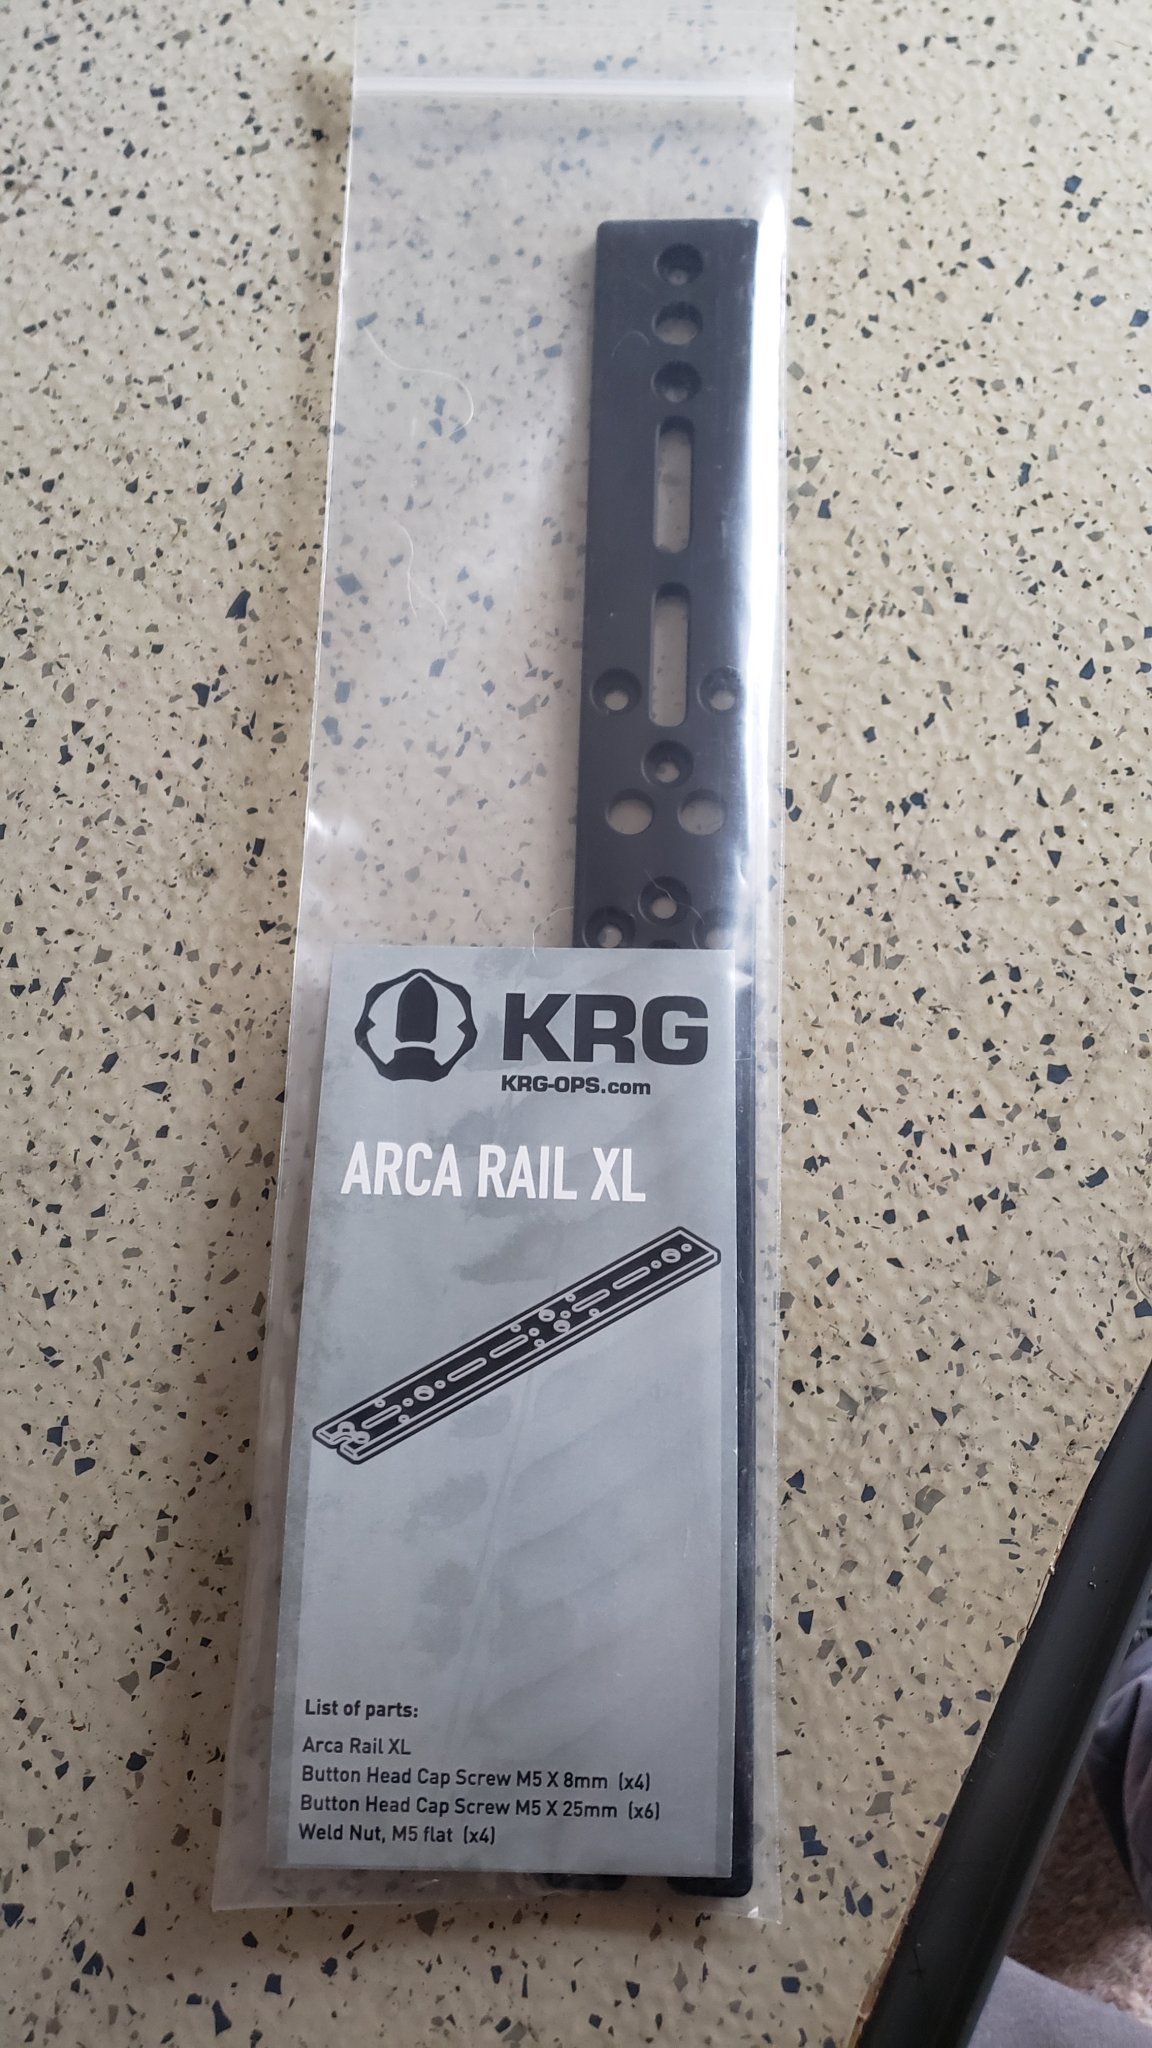 KRG
KRG-OPS.com
ARCA RAIL XL
List of parts:
Arca Rail XL
Button Head Cap Screw M5 X 8mm (x4)
Button Head Cap Screw M5 X 25mm (x6)
Weld Nut, M5 flat (x4)